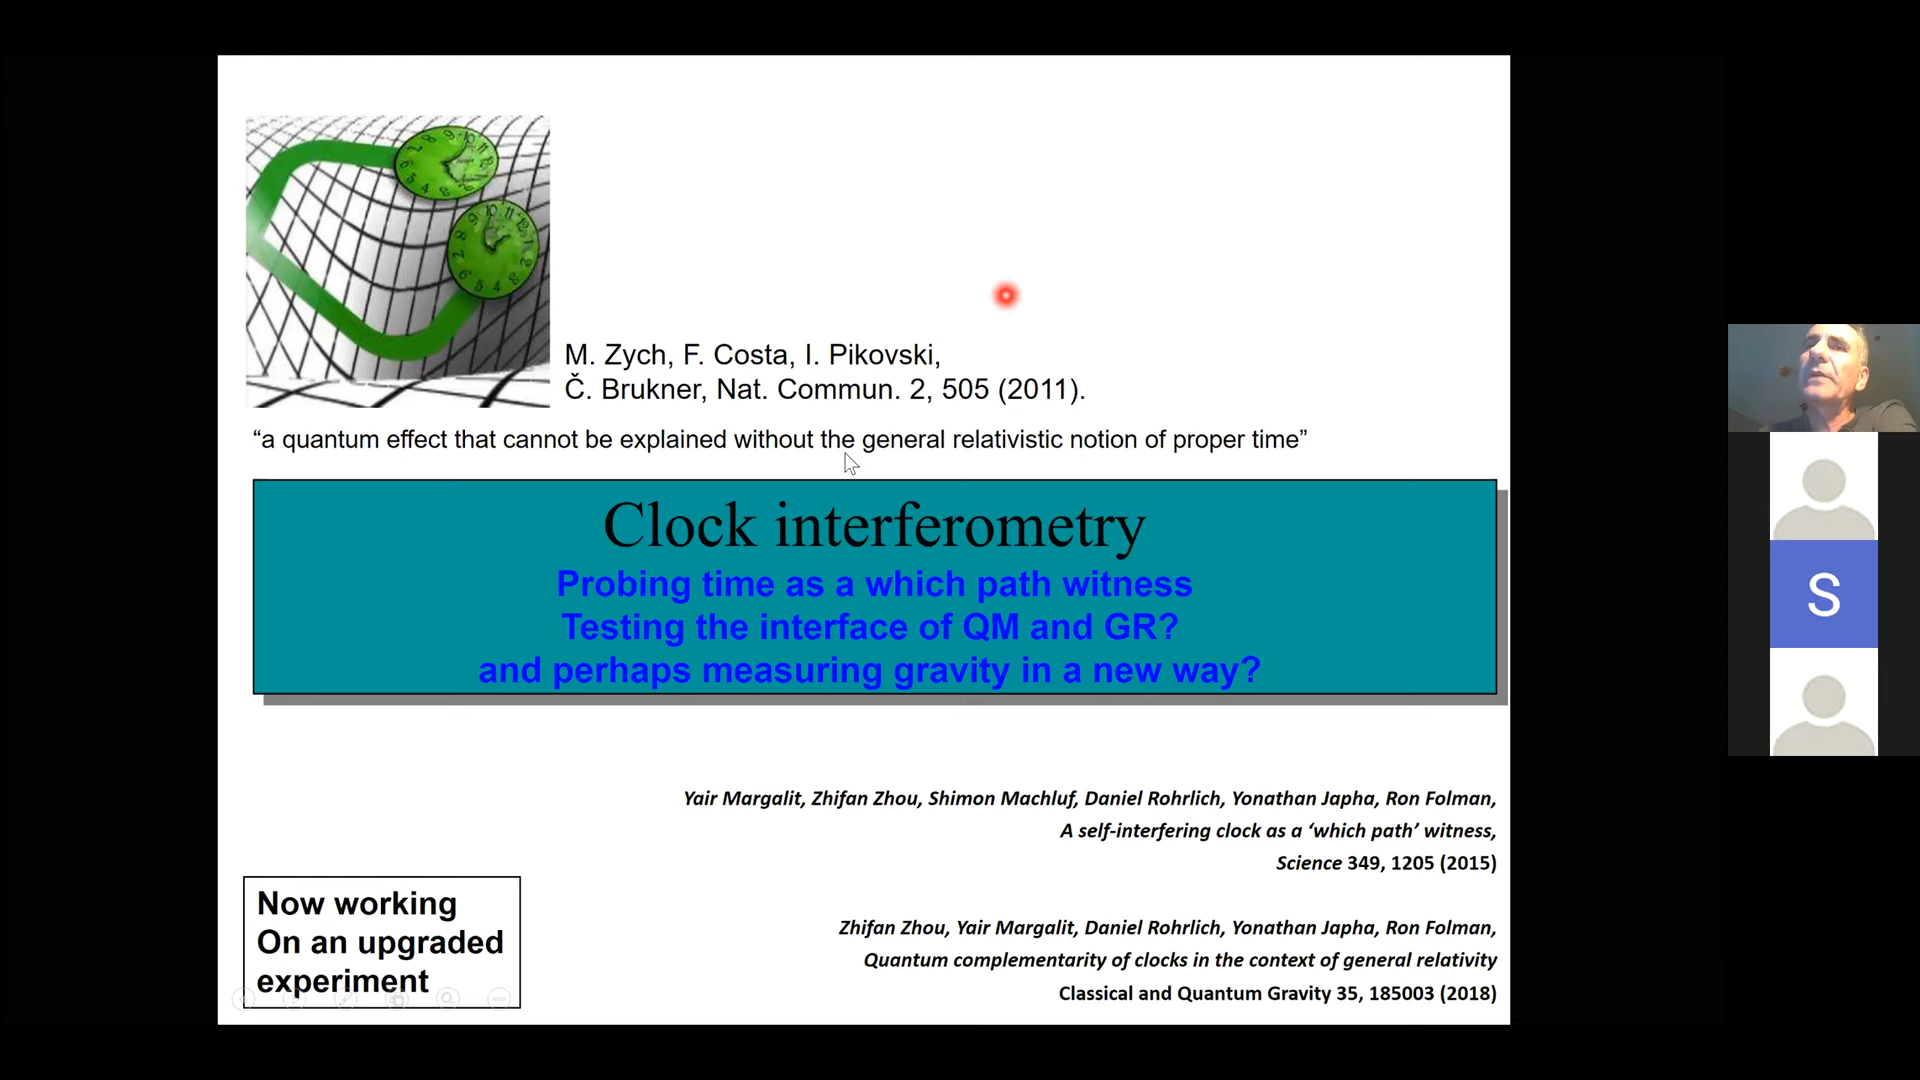 M. Zych, F. Costa, I. Pikovski,
Č. Brukner, Nat. Commun. 2, 505 (2011).
“a quantum effect that cannot be explained without the general relativistic notion of proper time”
Clock interferometry
Probing time as a which path witness
Testing the interface of QM and GR?
and perhaps measuring gravity in a new way?
S
Yair Margalit, Zhifan Zhou, Shimon Machluf, Daniel Rohrlich, Yonathan Japha, Ron Folman,
A self-interfering clock as a ‘which path’ witness,
Science 349, 1205 (2015)
Now working
On an upgraded
experiment
Zhifan Zhou, Yair Margalit, Daniel Rohrlich, Yonathan Japha, Ron Folman,
Quantum complementarity of clocks in the context of general relativity
Classical and Quantum Gravity 35, 185003 (2018)